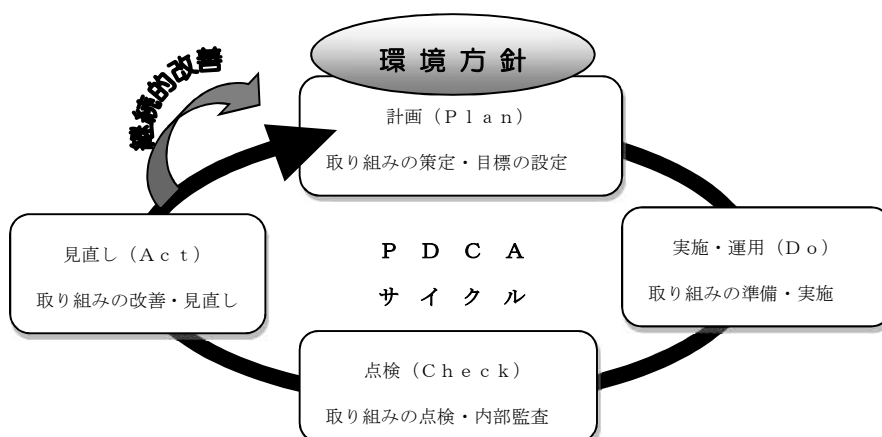 環境方針
継続的改善
計画（Ｐｌａｎ）
取り組みの策定・目標の設定
見直し（Ａｃｔ）
取り組みの改善・見直し
ＰＤＣＡ
サイクル
実施・運用（Ｄｏ）
取り組みの準備・実施
点検（Ｃｈｅｃｋ）
取り組みの点検・内部監査